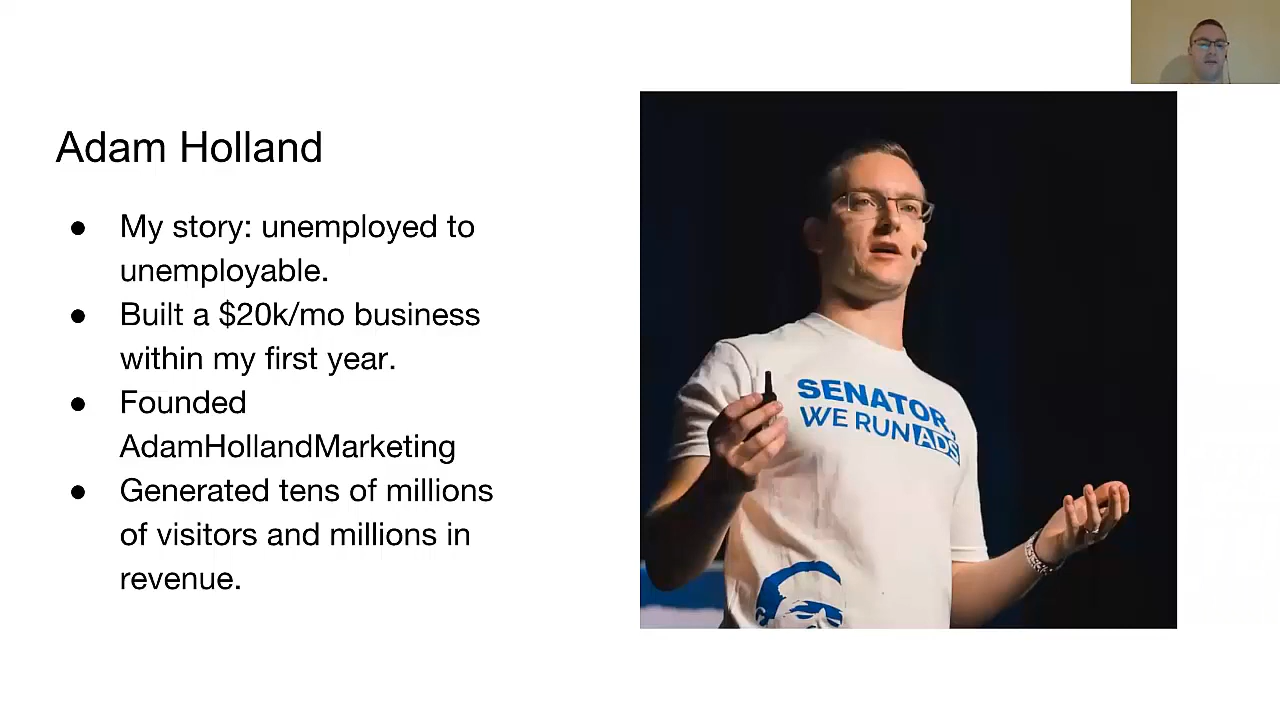 Adam Holland
● My story: unemployed to
unemployable.
● Built a $20k/mo business
within my first year.
● Founded
AdamHollandMarketing
● Generated tens of millions
of visitors and millions in
revenue.
SENATOR,
WE RUN ADS